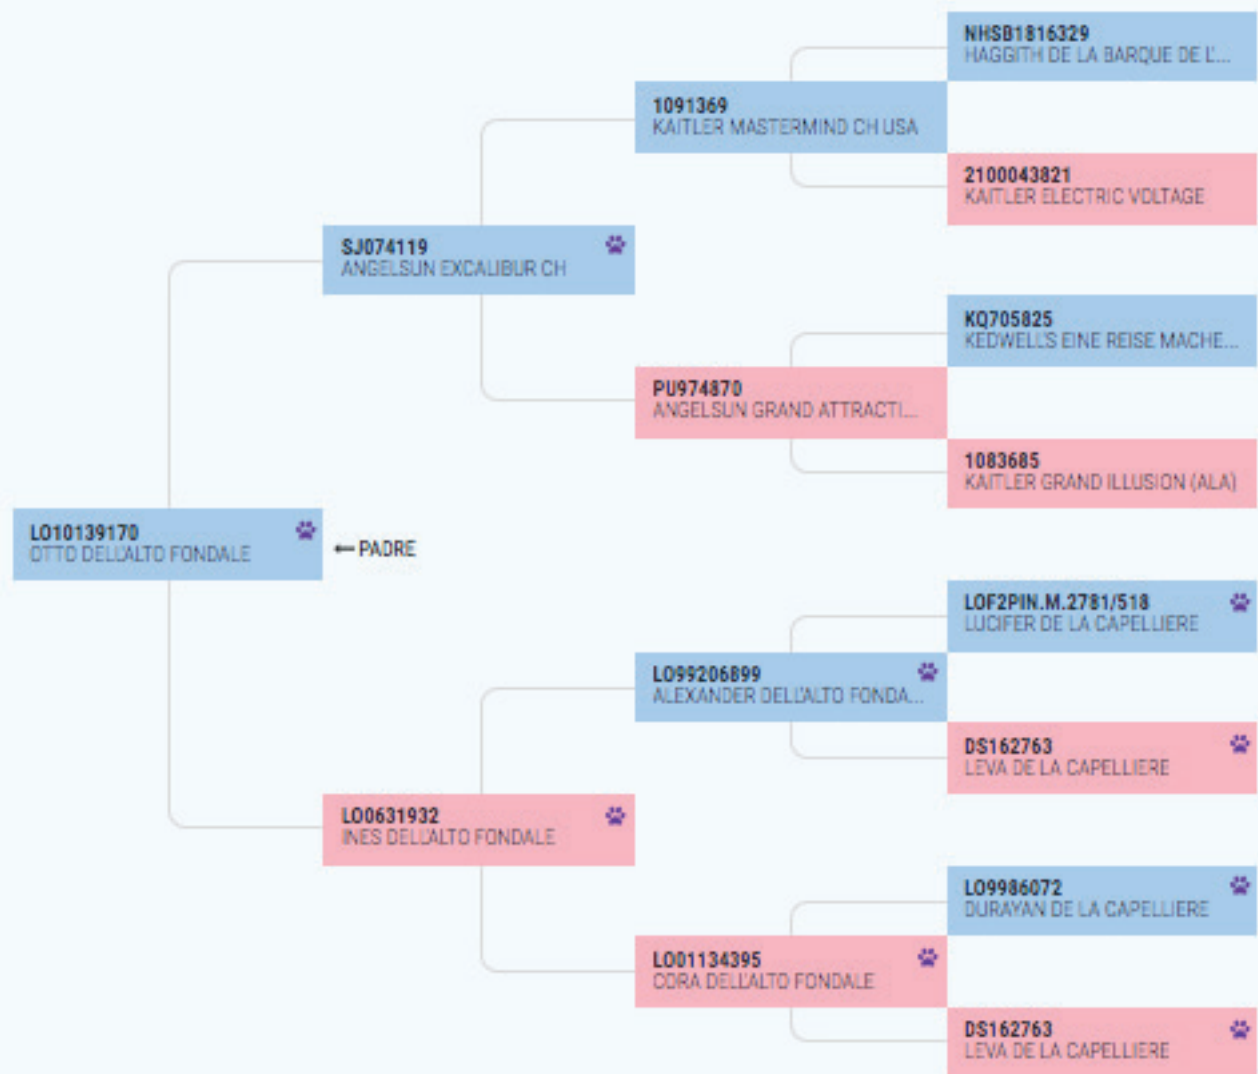 NHSB1816329
HAGGITH DE LA BARQUE DE L'...
1091369
KAITLER MASTERMIND CH USA
2100043821
KAITLER ELECTRIC VOLTAGE
SJ074119
ANGELSUN EXCALIBUR CH
KQ705825
KEDWELL'S EINE REISE MACHE...
PU974870
ANGELSUN GRAND ATTRACTI...
1083685
KAITLER GRAND ILLUSION (ALA)
LO10139170
OTTO DELL'ALTO FONDALE
← PADRE
LOF2PIN.M.2781/518
LUCIFER DE LA CAPELLIERE
LO99206899
ALEXANDER DELL'ALTO FONDA...
DS162763
LEVA DE LA CAPELLIERE
LO0631932
INES DELL'ALTO FONDALE
LO9986072
DURAYAN DE LA CAPELLIERE
LO01134395
CORA DELL'ALTO FONDALE
DS162763
LEVA DE LA CAPELLIERE